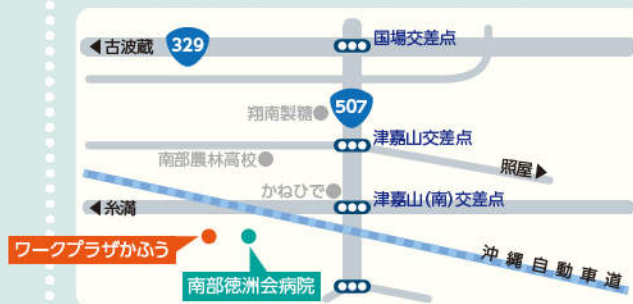 ◀古波蔵
329
国場交差点
翔南製糖
507
津嘉山交差点
南部農林高校
照屋▶
かねひで
◀糸満
津嘉山(南)交差点
ワークプラザかふう
南部徳洲会病院
沖縄自動車道